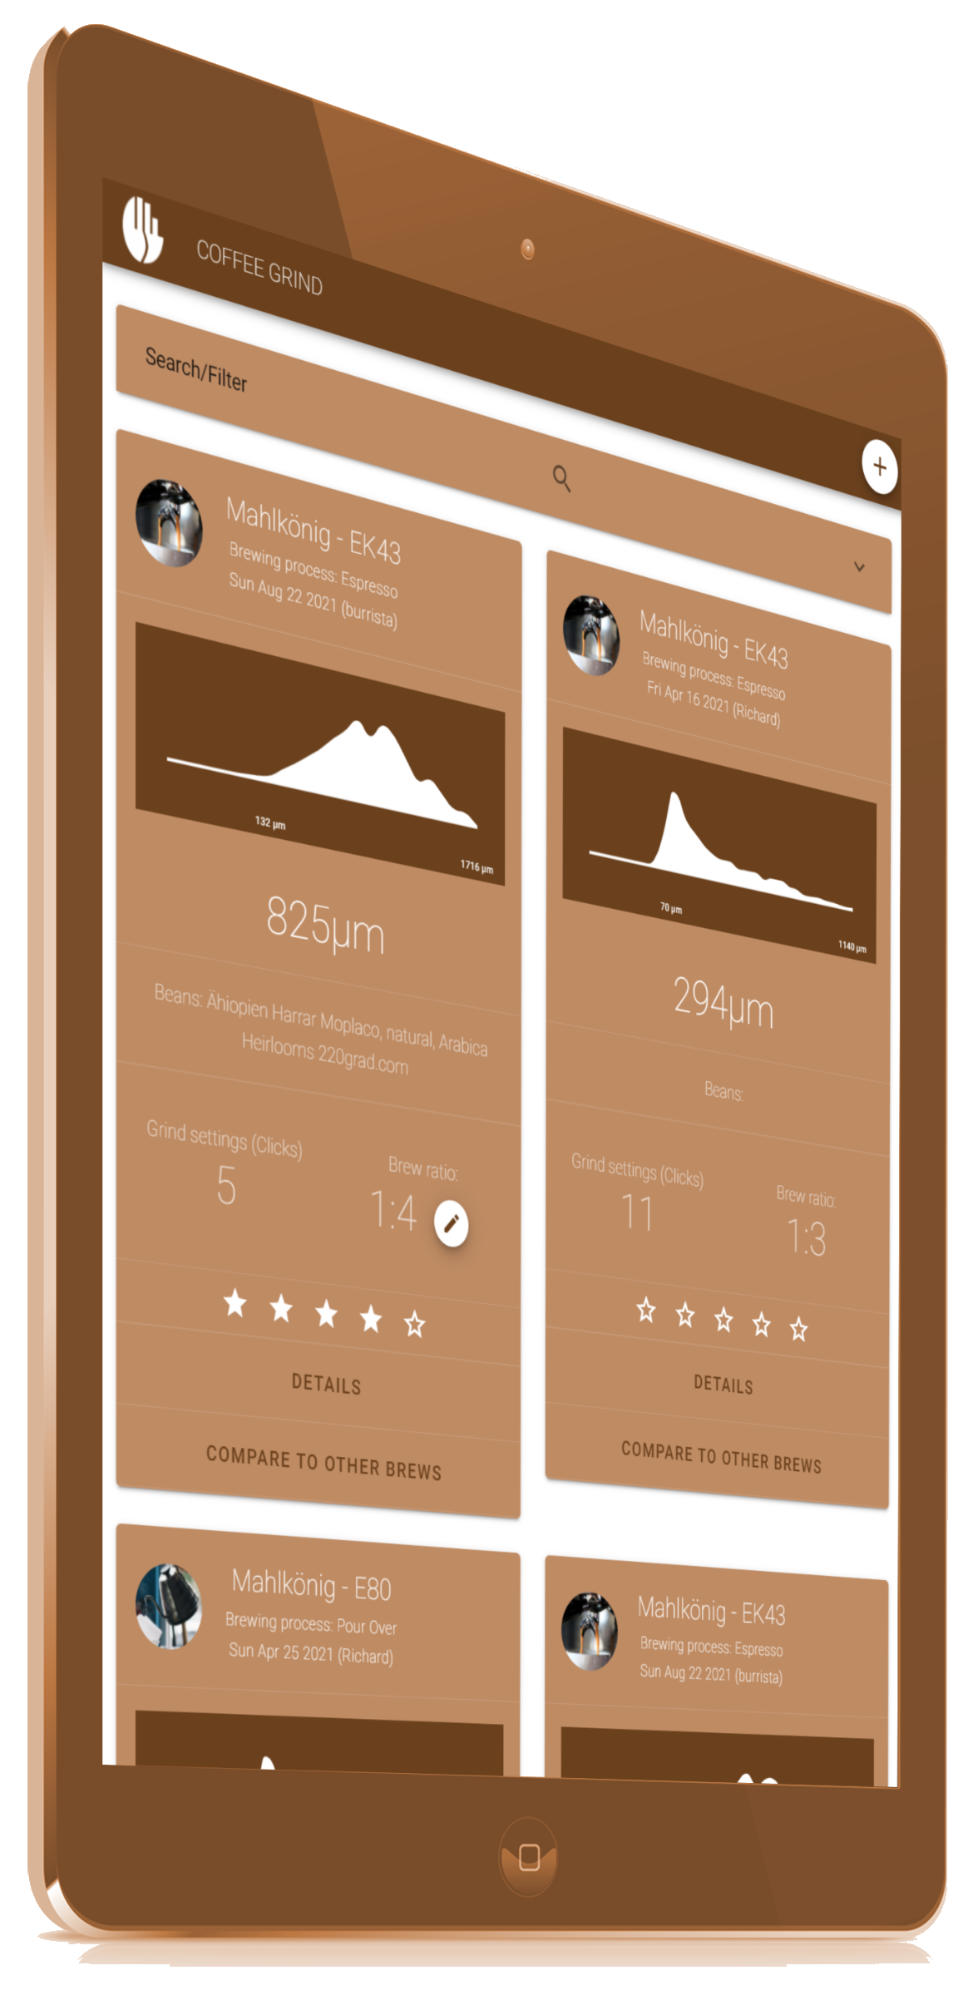 COFFEE GRIND
+
Search/Filter
Mahlkönig - EK43
Brewing process: Espresso
Sun Aug 22 2021 (burrista)
132 µm
1716 µm
825µm
Beans: Ähiopien Harrar Moplaco, natural, Arabica
Heirlooms 220grad.com
Grind settings (Clicks)
5
Brew ratio:
1:4
DETAILS
COMPARE TO OTHER BREWS
Mahlkönig - EK43
Brewing process: Espresso
Fri Apr 16 2021 (Richard)
70 µm
1140 µm
294µm
Beans:
Grind settings (Clicks)
11
Brew ratio:
1:3
DETAILS
COMPARE TO OTHER BREWS
Mahlkönig - E80
Brewing process: Pour Over
Sun Apr 25 2021 (Richard)
Mahlkönig - EK43
Brewing process: Espresso
Sun Aug 22 2021 (burrista)